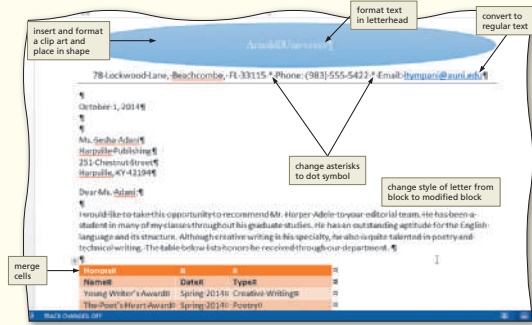 insert and format
a clip art and
place in shape
format text
in letterhead
convert to
regular text
Arnold University¶
78 Lockwood Lane, Beachcombe, FL 33115 * Phone: (983) 555-5422 * Email: ltympani@auni.edu¶
¶
October 1, 2014¶
¶
¶
Ms. Sesha Adani¶
Harpville Publishing¶
251 Chestnut Street¶
Harpville, KY 42194¶
change asterisks
to dot symbol
change style of letter from
block to modified block
Dear Ms. Adani:¶
I would like to take this opportunity to recommend Mr. Harper Adele to your editorial team. He has been a
student in many of my classes throughout his graduate studies. He has an outstanding aptitude for the English
language and its structure. Although creative writing is his specialty, he also is quite talented in poetry and
technical writing. The table below lists honors he received through our department. ¶
¶
merge
cells
Honors¤ ¤ ¤ ¤
Name¤ Date¤ Type¤ ¤
Young Writer's Award¤ Spring 2014¤ Creative Writing¤ ¤
The Poet's Heart Award¤ Spring 2014¤ Poetry¤ ¤
TRACK CHANGES: OFF